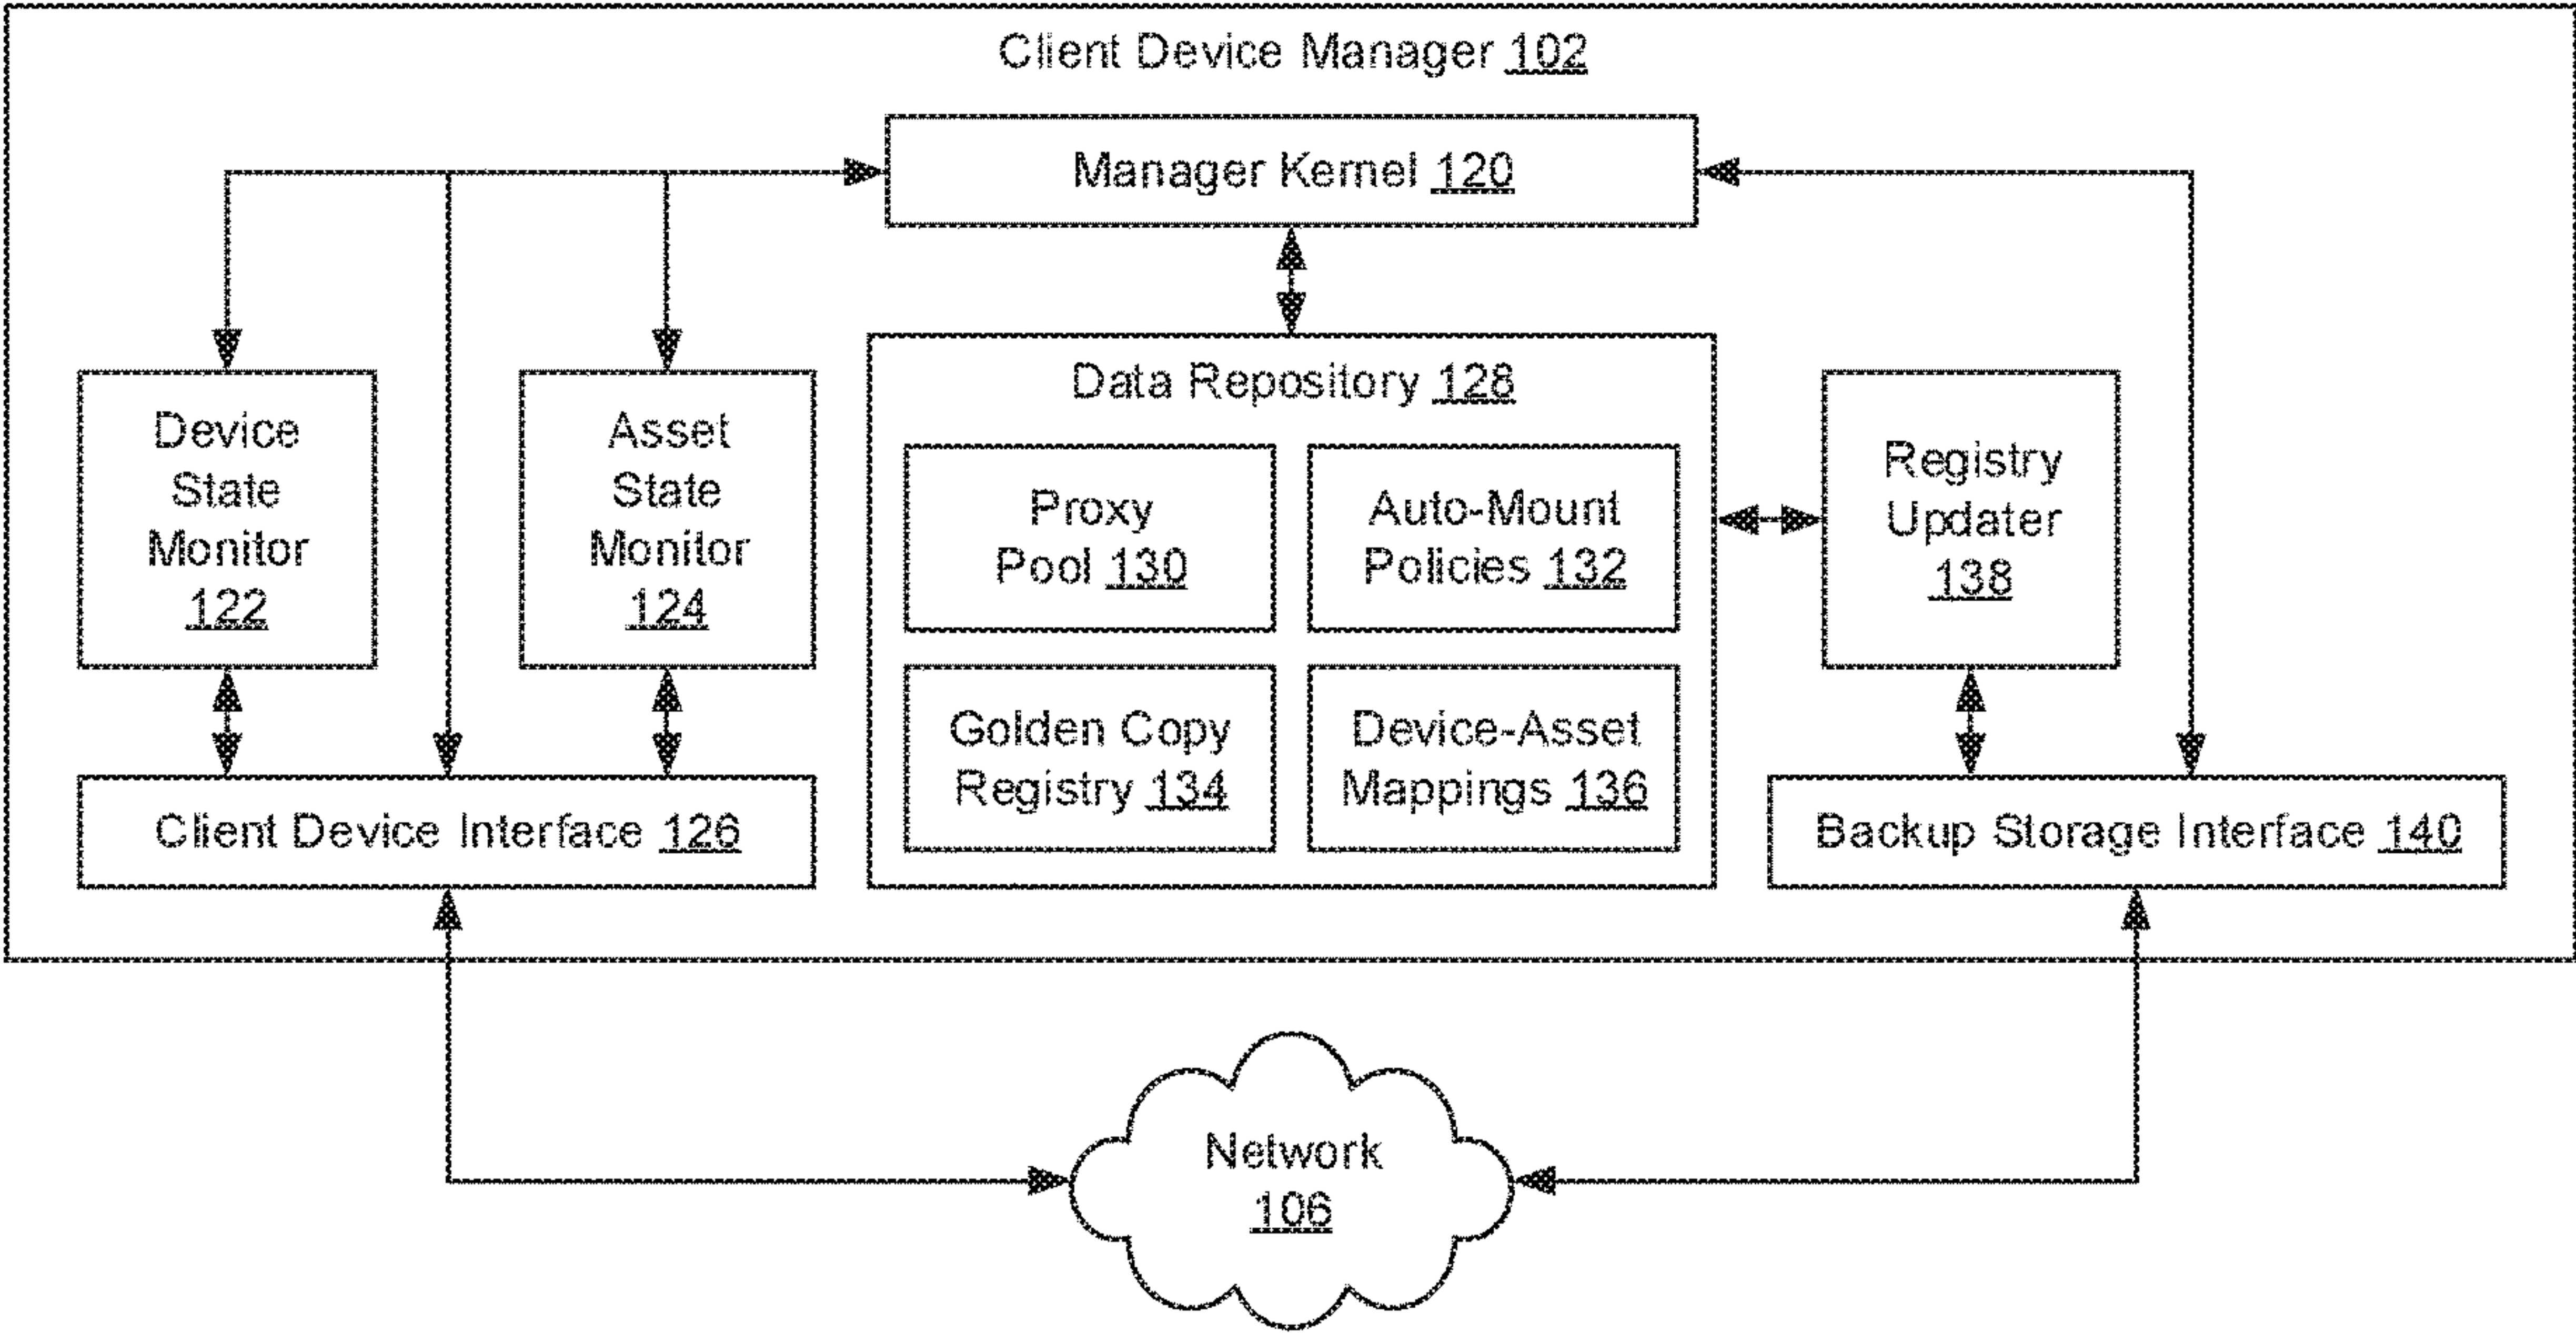 Client Device Manager 102
Manager Kernel 120
Device
State
Monitor
122
Asset
State
Monitor
124
Client Device Interface 126
Data Repository 128
Proxy
Pool 130
Auto-Mount
Policies 132
Golden Copy
Registry 134
Device-Asset
Mappings 136
Registry
Updater
138
Backup Storage Interface 140
Network
106